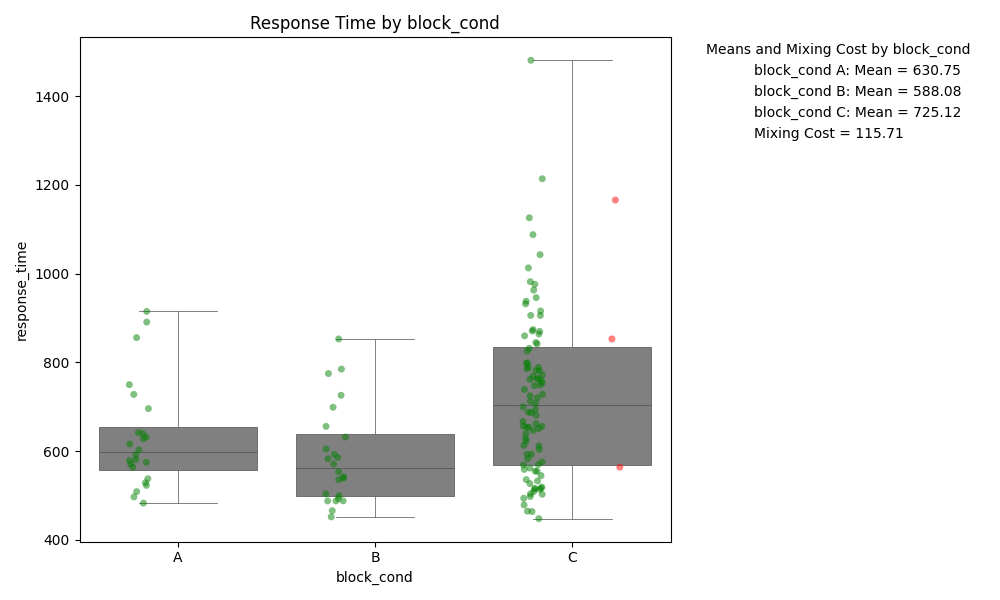 Response Time by block_cond
Means and Mixing Cost by block_cond
block_cond A: Mean = 630.75
block_cond B: Mean = 588.08
block_cond C: Mean = 725.12
Mixing Cost = 115.71
response_time
1400
1200
1000
800
600
400
A
B
C
block_cond